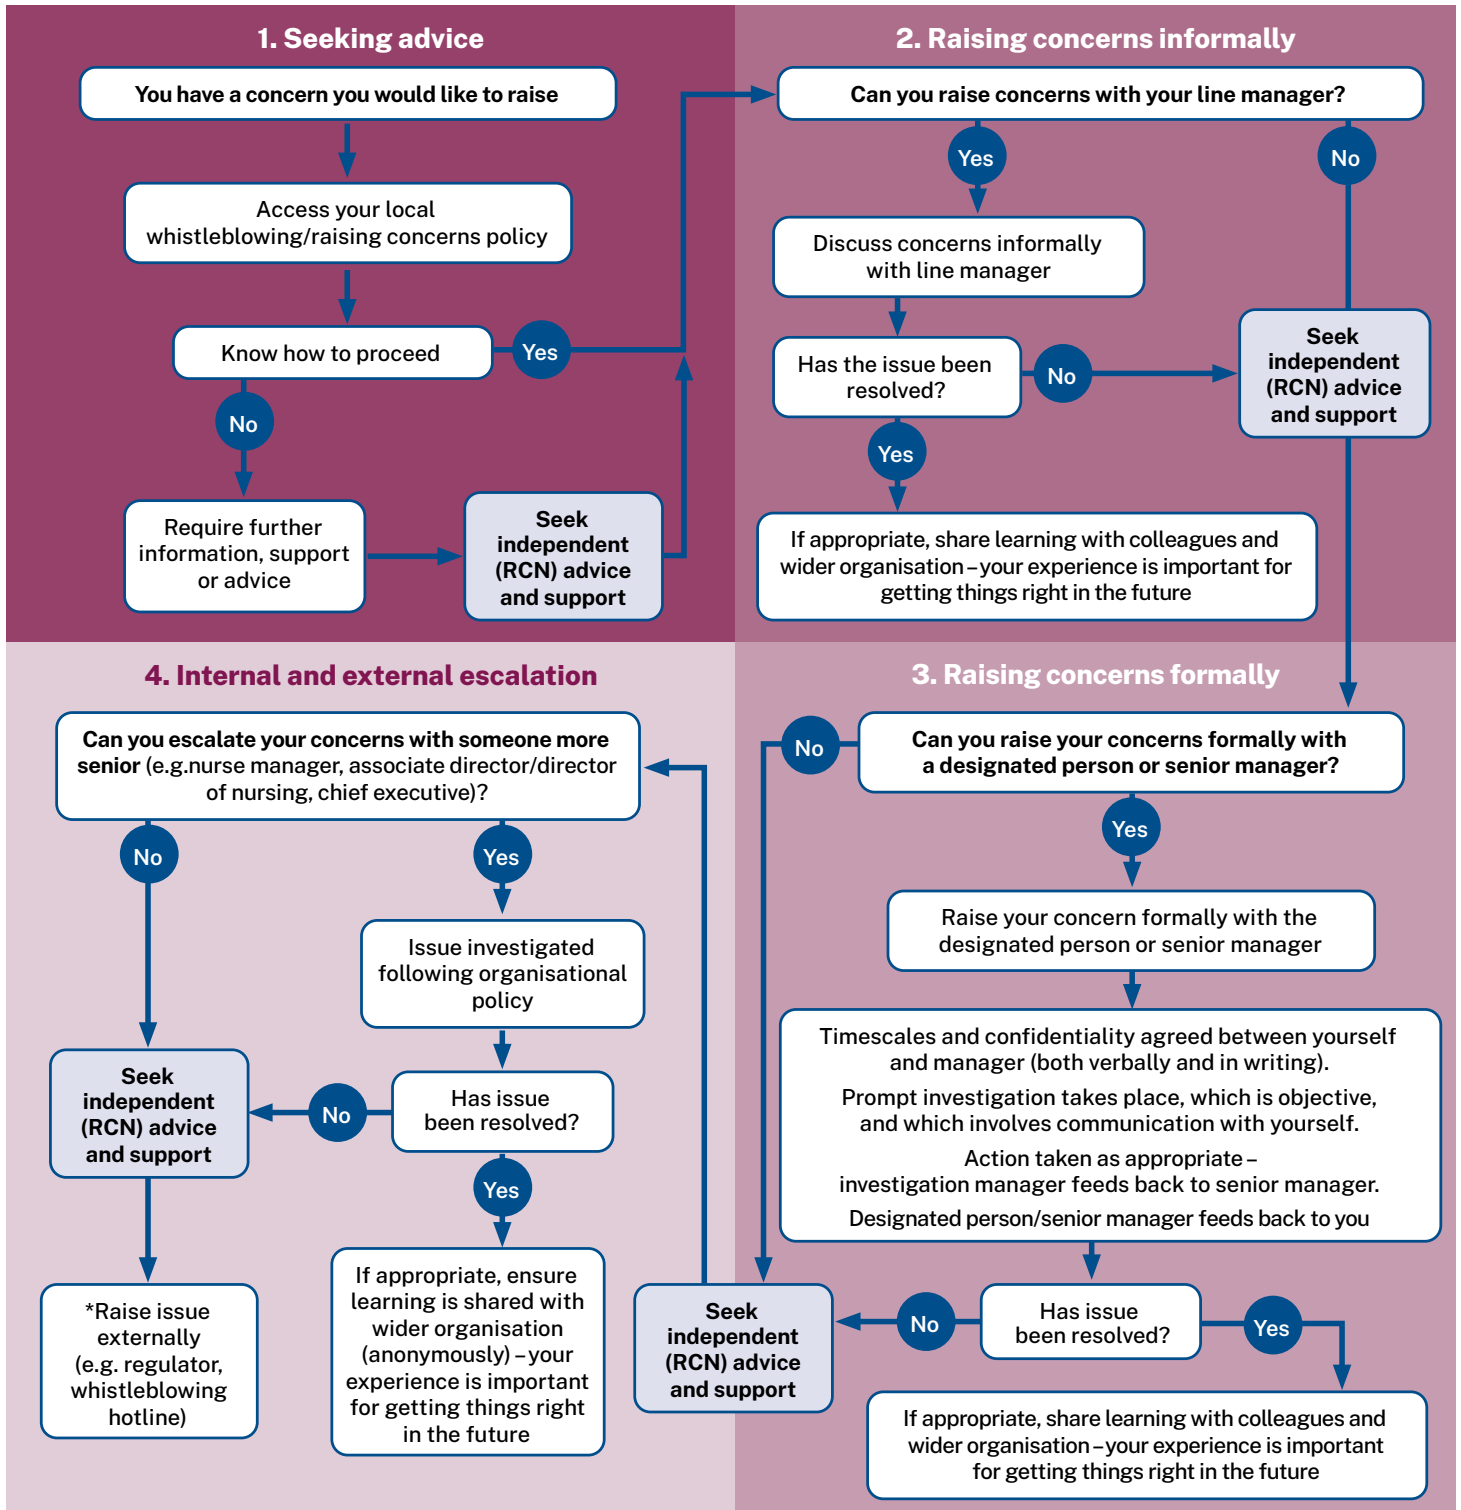 1. Seeking advice
You have a concern you would like to raise
Access your local
whistleblowing/raising concerns policy
Know how to proceed
Yes
No
Require further
information, support
or advice
Seek
independent
(RCN) advice
and support
2. Raising concerns informally
Can you raise concerns with your line manager?
Yes
No
Discuss concerns informally
with line manager
Has the issue been
resolved?
No
Seek
independent
(RCN) advice
and support
Yes
If appropriate, share learning with colleagues and
wider organisation – your experience is important for
getting things right in the future
3. Raising concerns formally
Can you raise your concerns formally with
a designated person or senior manager?
No
Yes
Raise your concern formally with the
designated person or senior manager
Timescales and confidentiality agreed between yourself
and manager (both verbally and in writing).
Prompt investigation takes place, which is objective,
and which involves communication with yourself.
Action taken as appropriate –
investigation manager feeds back to senior manager.
Designated person/senior manager feeds back to you
Has issue
been resolved?
No
Yes
Seek
independent
(RCN) advice
and support
If appropriate, share learning with colleagues and
wider organisation – your experience is important
for getting things right in the future
4. Internal and external escalation
Can you escalate your concerns with someone more
senior (e.g.nurse manager, associate director/director
of nursing, chief executive)?
No
Yes
Issue investigated
following organisational
policy
Has issue
been resolved?
No
Seek
independent
(RCN) advice
and support
Yes
*Raise issue
externally
(e.g. regulator,
whistleblowing
hotline)
If appropriate, ensure
learning is shared with
wider organisation
(anonymously) – your
experience is important
for getting things right
in the future